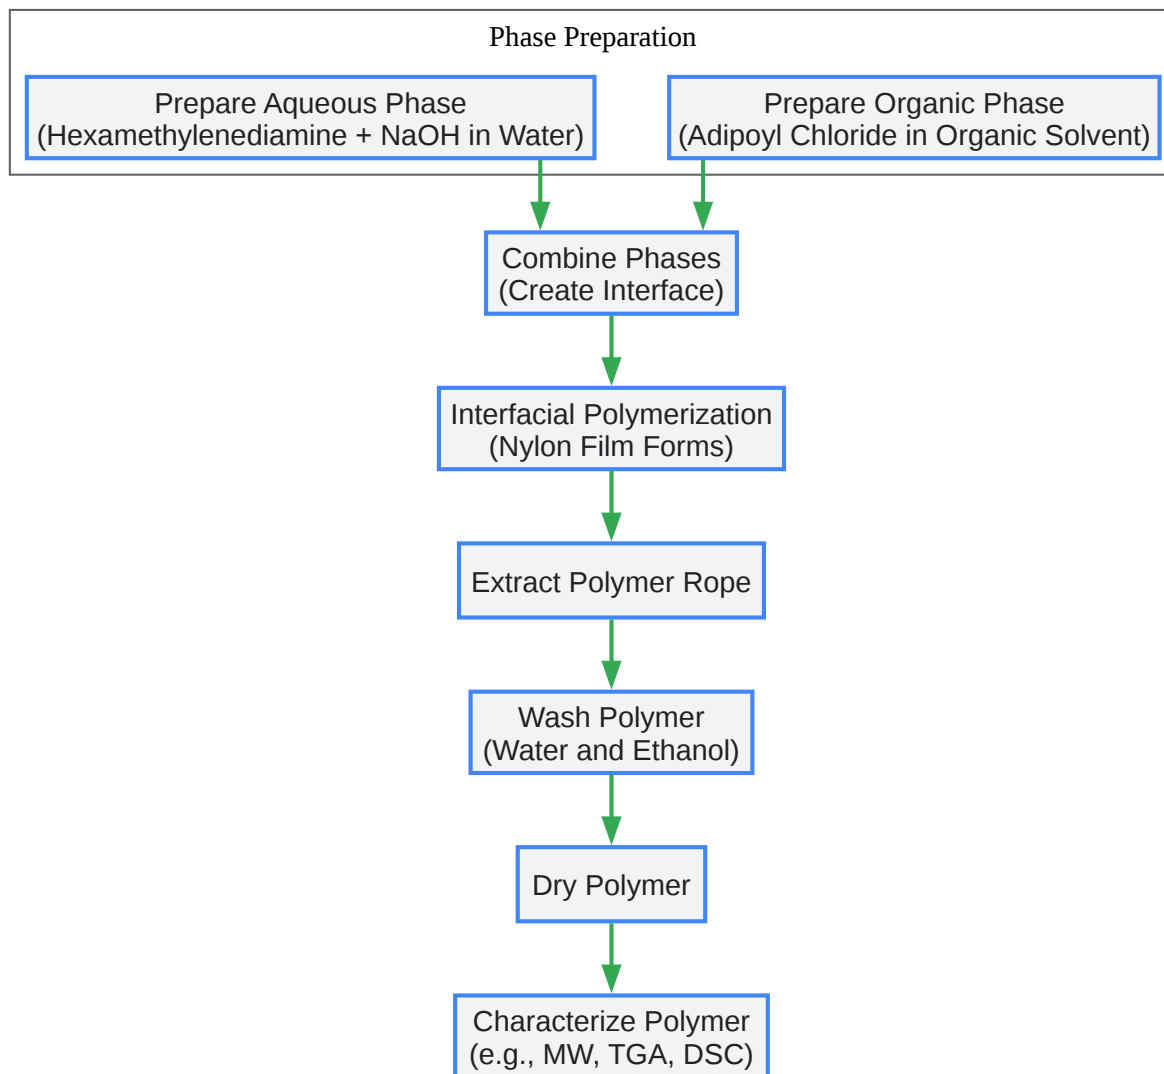 Phase Preparation
Prepare Aqueous Phase
(Hexamethylenediamine + NaOH in Water)
Prepare Organic Phase
(Adipoyl Chloride in Organic Solvent)
Combine Phases
(Create Interface)
Interfacial Polymerization
(Nylon Film Forms)
Extract Polymer Rope
Wash Polymer
(Water and Ethanol)
Dry Polymer
Characterize Polymer
(e.g., MW, TGA, DSC)